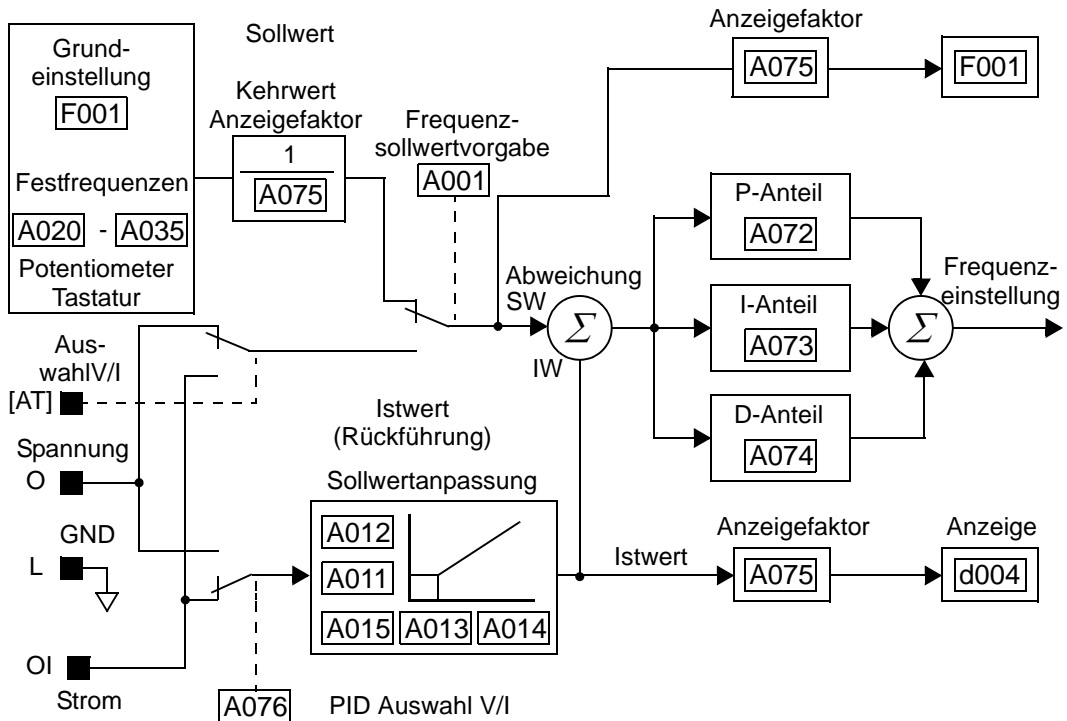 Grund-
einstellung
F001
Festfrequenzen
A020 - A035
Potentiometer
Tastatur
Sollwert
Kehrwert
Anzeigefaktor
1
A075
Frequenz-
sollwertvorgabe
A001
Anzeigefaktor
A075
F001
P-Anteil
A072
I-Anteil
A073
D-Anteil
A074
Abweichung
SW
Σ
IW
Σ
Frequenz-
einstellung
Aus-
wahlV/I
[AT]
Spannung
O
GND
L
OI
Strom
Istwert
(Rückführung)
Sollwertanpassung
A012
A011
A015 A013 A014
A076
PID Auswahl V/I
Istwert
Anzeigefaktor
A075
Anzeige
d004